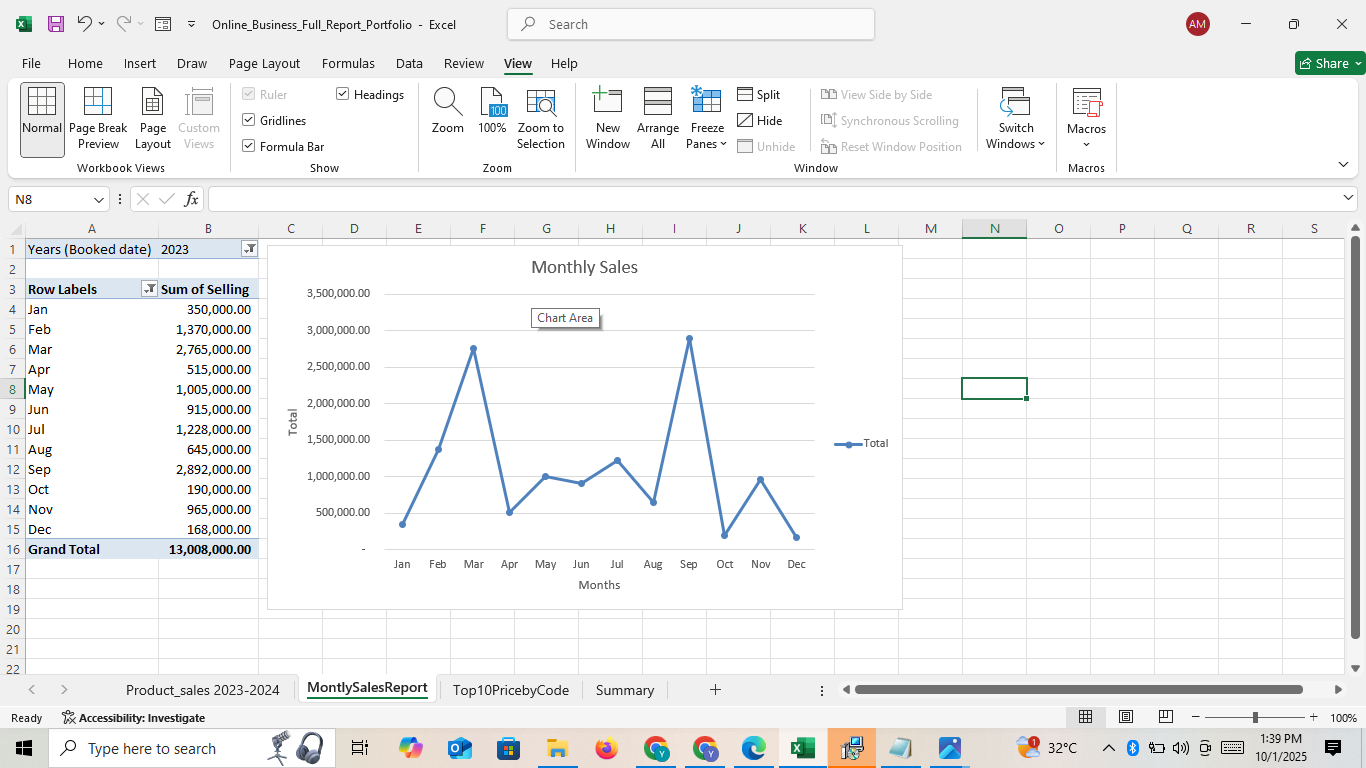 Online_Business_Full_Report_Portfolio - Excel
Search
AM
File Home Insert Draw Page Layout Formulas Data Review View Help
Share
Normal
Page Break Preview
Page Layout
Custom Views
Workbook Views
Ruler
Gridlines
Formula Bar
Headings
Show
Zoom
100
100%
Zoom to Selection
Zoom
New Window
Arrange All
Freeze Panes
Split
Hide
Unhide
View Side by Side
Synchronous Scrolling
Reset Window Position
Window
Switch Windows
Macros
Macros
N8
fx
A B C D E F G H I J K L M N O P Q R S
1 Years (Booked date) 2023
2
3 Row Labels Sum of Selling
4 Jan 350,000.00
5 Feb 1,370,000.00
6 Mar 2,765,000.00
7 Apr 515,000.00
8 May 1,005,000.00
9 Jun 915,000.00
10 Jul 1,228,000.00
11 Aug 645,000.00
12 Sep 2,892,000.00
13 Oct 190,000.00
14 Nov 965,000.00
15 Dec 168,000.00
16 Grand Total 13,008,000.00
17
18
19
20
21
22
Monthly Sales
Chart Area
3,500,000.00
3,000,000.00
2,500,000.00
2,000,000.00
1,500,000.00
1,000,000.00
500,000.00
-
Total
Jan Feb Mar Apr May Jun Jul Aug Sep Oct Nov Dec
Months
Total
Product_sales 2023-2024 MontlySalesReport Top10PricebyCode Summary
Ready Accessibility: Investigate
100%
Type here to search
1
32°C
1:39 PM
10/1/2025